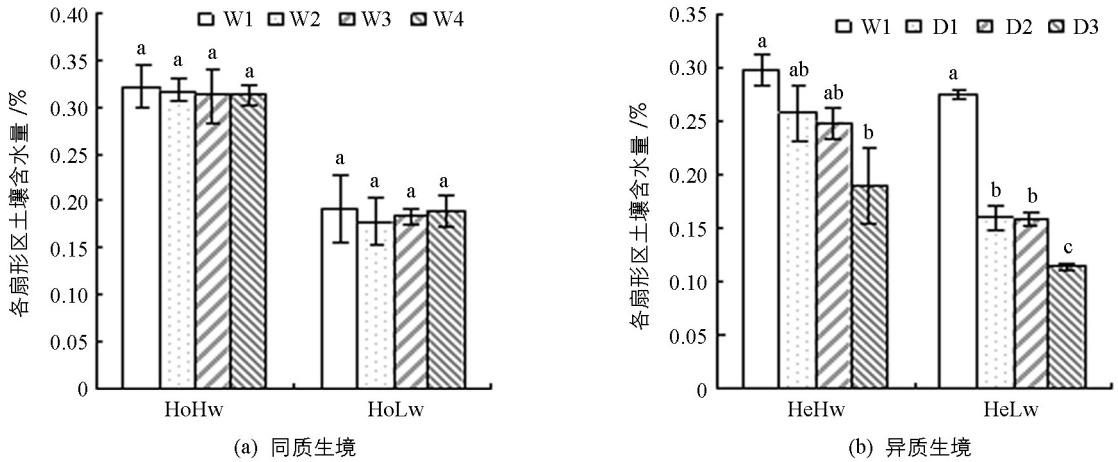 W1 W2 W3 W4
各扇形区土壤含水量 /%
0.40
0.35
0.30
0.25
0.20
0.15
0.10
0.05
0
a a a a
a a a a
HoHw HoLw
(a) 同质生境
W1 D1 D2 D3
各扇形区土壤含水量 /%
0.35
0.30
0.25
0.20
0.15
0.10
0.05
0
a ab ab b
a b b c
HeHw HeLw
(b) 异质生境